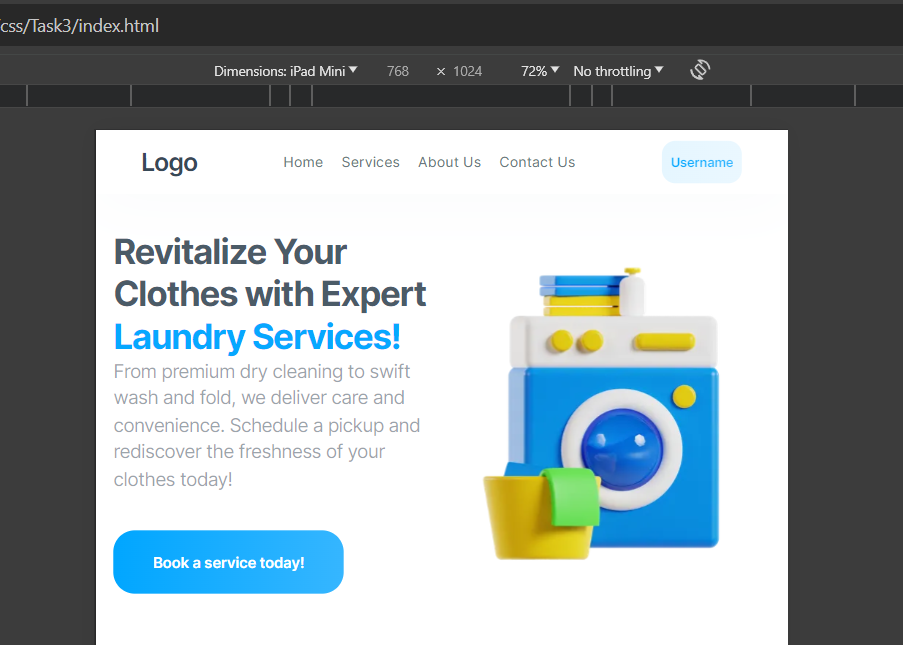 /css/Task3/index.html
Dimensions: iPad Mini 768 × 1024 72% No throttling
Logo Home Services About Us Contact Us Username
Revitalize Your
Clothes with Expert
Laundry Services!
From premium dry cleaning to swift
wash and fold, we deliver care and
convenience. Schedule a pickup and
rediscover the freshness of your
clothes today!
Book a service today!